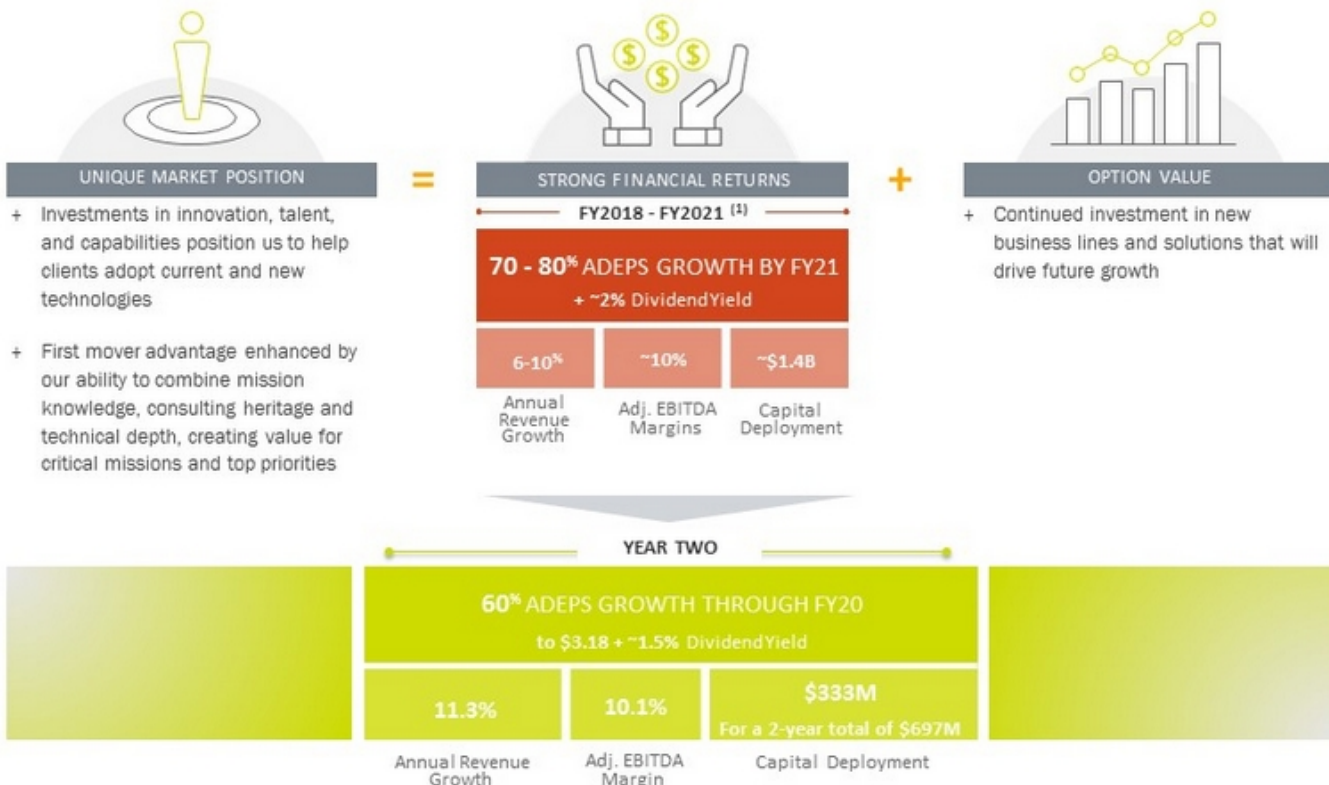 UNIQUE MARKET POSITION
+ Investments in innovation, talent,
and capabilities position us to help
clients adopt current and new
technologies
+ First mover advantage enhanced by
our ability to combine mission
knowledge, consulting heritage and
technical depth, creating value for
critical missions and top priorities
=
$
$ $
$
STRONG FINANCIAL RETURNS
FY2018 - FY2021 (1)
70 - 80% ADEPS GROWTH BY FY21
+ ~2% Dividend Yield
6-10%
Annual
Revenue
Growth
~10%
Adj. EBITDA
Margins
~$1.4B
Capital
Deployment
+
OPTION VALUE
+ Continued investment in new
business lines and solutions that will
drive future growth
YEAR TWO
60% ADEPS GROWTH THROUGH FY20
to $3.18 + ~1.5% Dividend Yield
11.3%
Annual Revenue
Growth
10.1%
Adj. EBITDA
Margin
$333M
For a 2-year total of $697M
Capital Deployment